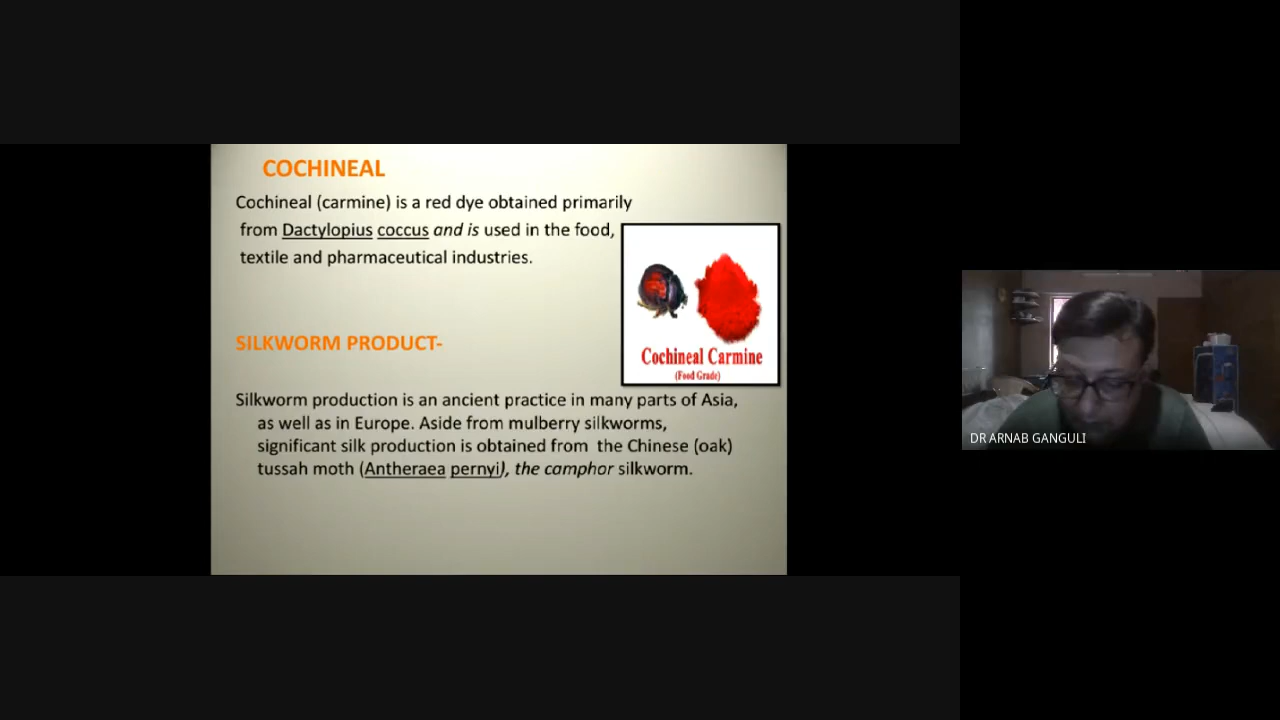 COCHINEAL
Cochineal (carmine) is a red dye obtained primarily
from Dactylopius coccus and is used in the food,
textile and pharmaceutical industries.
Cochineal Carmine
(Food Grade)
SILKWORM PRODUCT-
Silkworm production is an ancient practice in many parts of Asia,
as well as in Europe. Aside from mulberry silkworms,
significant silk production is obtained from the Chinese (oak)
tussah moth (Antheraea pernyi), the camphor silkworm.
DR ARNAB GANGULI